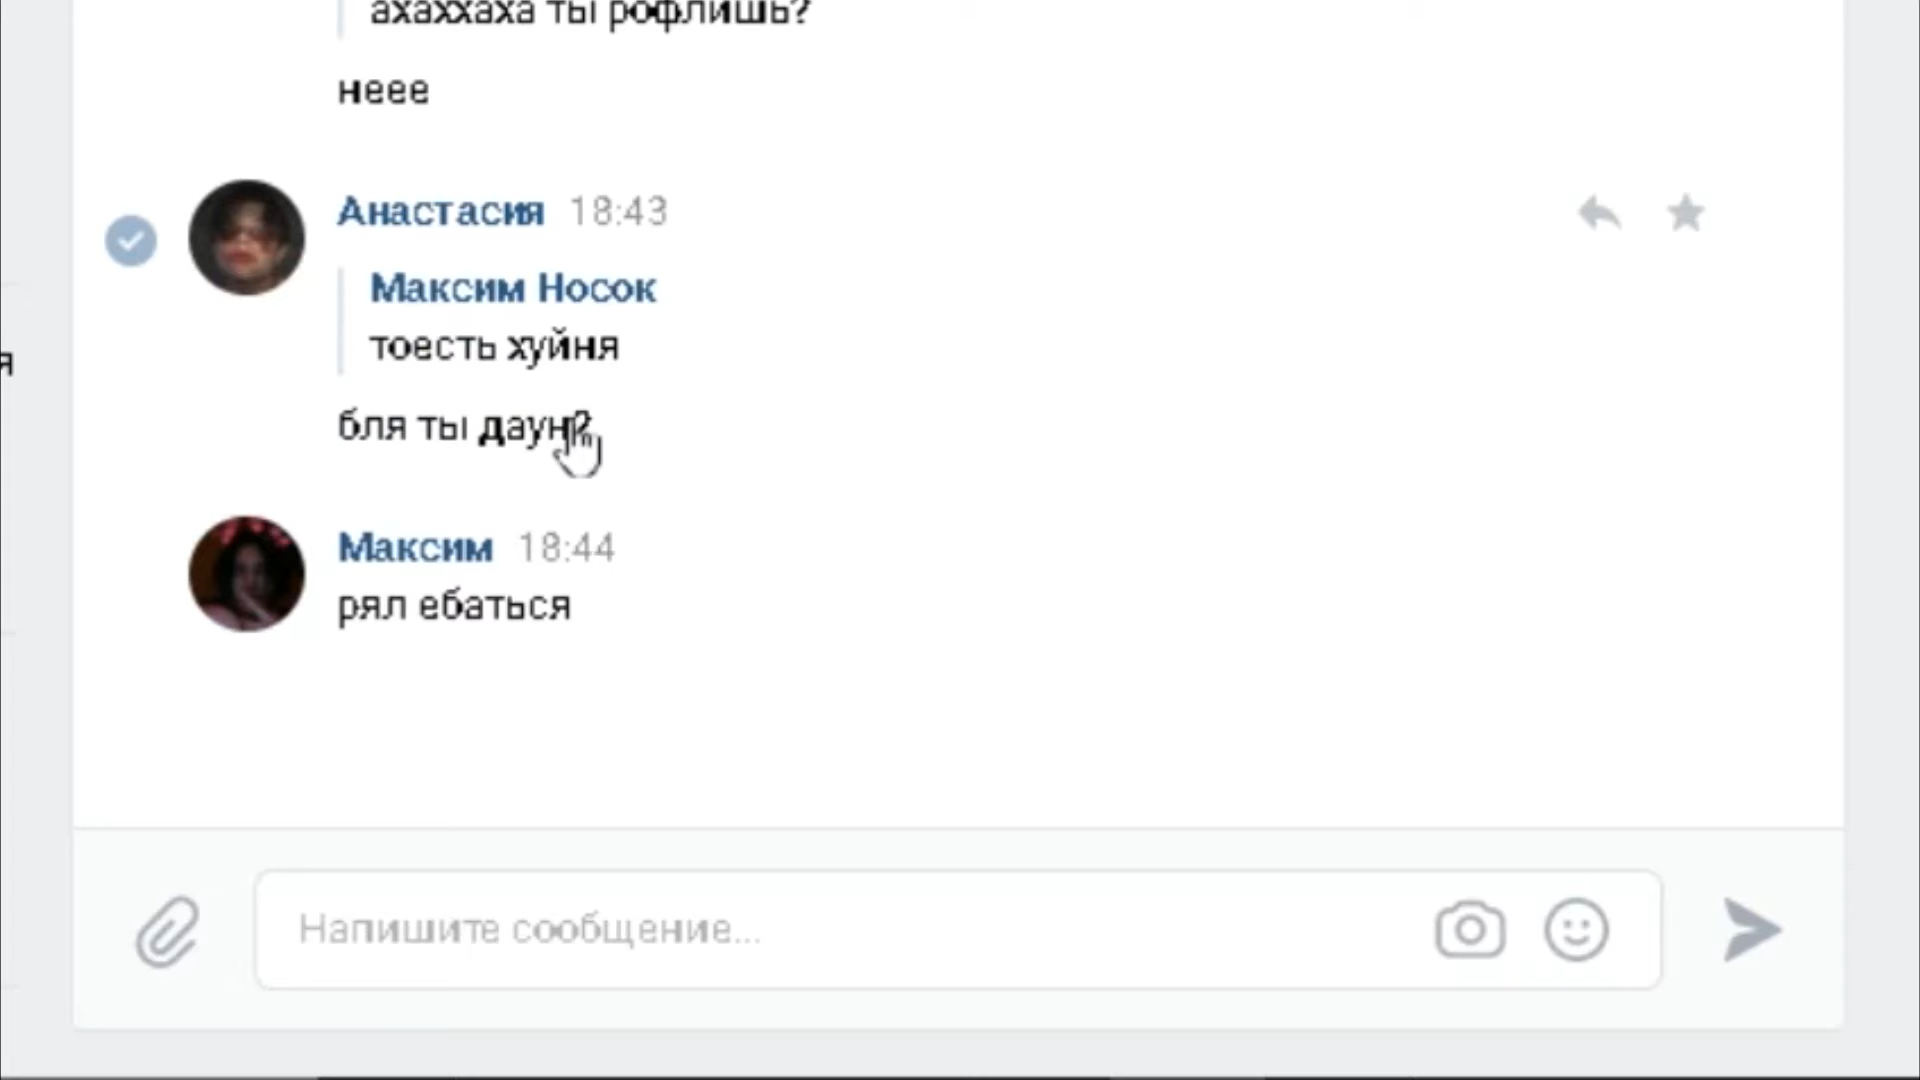 ахаххаха ты рофлишь?
неее
Анастасия 18:43
Максим Носок
тоесть хуйня
бля ты даун?
Максим 18:44
рял ебаться
я
Напишите сообщение...